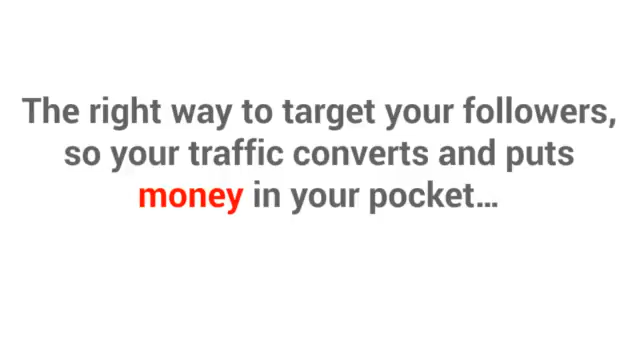 The right way to target your followers,
so your traffic converts and puts
money in your pocket...